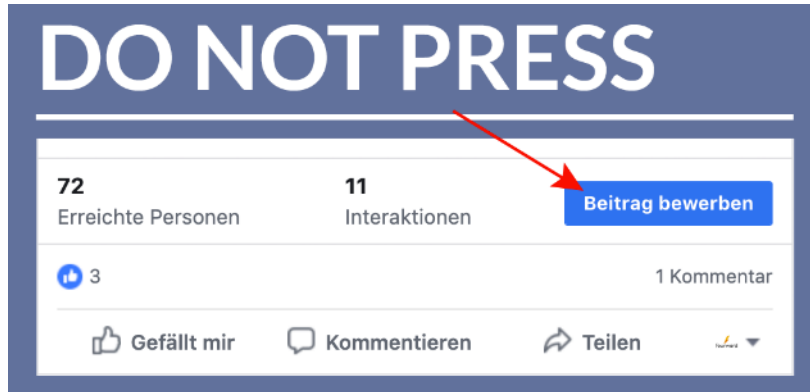 DO NOT PRESS
72
Erreichte Personen
11
Interaktionen
Beitrag bewerben
3
1 Kommentar
Gefällt mir
Kommentieren
Teilen